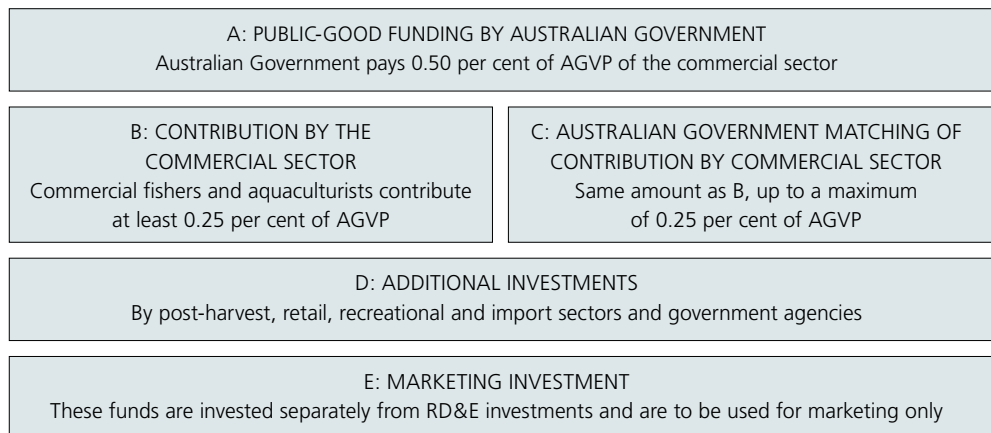 A: PUBLIC-GOOD FUNDING BY AUSTRALIAN GOVERNMENT
Australian Government pays 0.50 per cent of AGVP of the commercial sector
B: CONTRIBUTION BY THE
COMMERCIAL SECTOR
Commercial fishers and aquaculturists contribute
at least 0.25 per cent of AGVP
C: AUSTRALIAN GOVERNMENT MATCHING OF
CONTRIBUTION BY COMMERCIAL SECTOR
Same amount as B, up to a maximum
of 0.25 per cent of AGVP
D: ADDITIONAL INVESTMENTS
By post-harvest, retail, recreational and import sectors and government agencies
E: MARKETING INVESTMENT
These funds are invested separately from RD&E investments and are to be used for marketing only